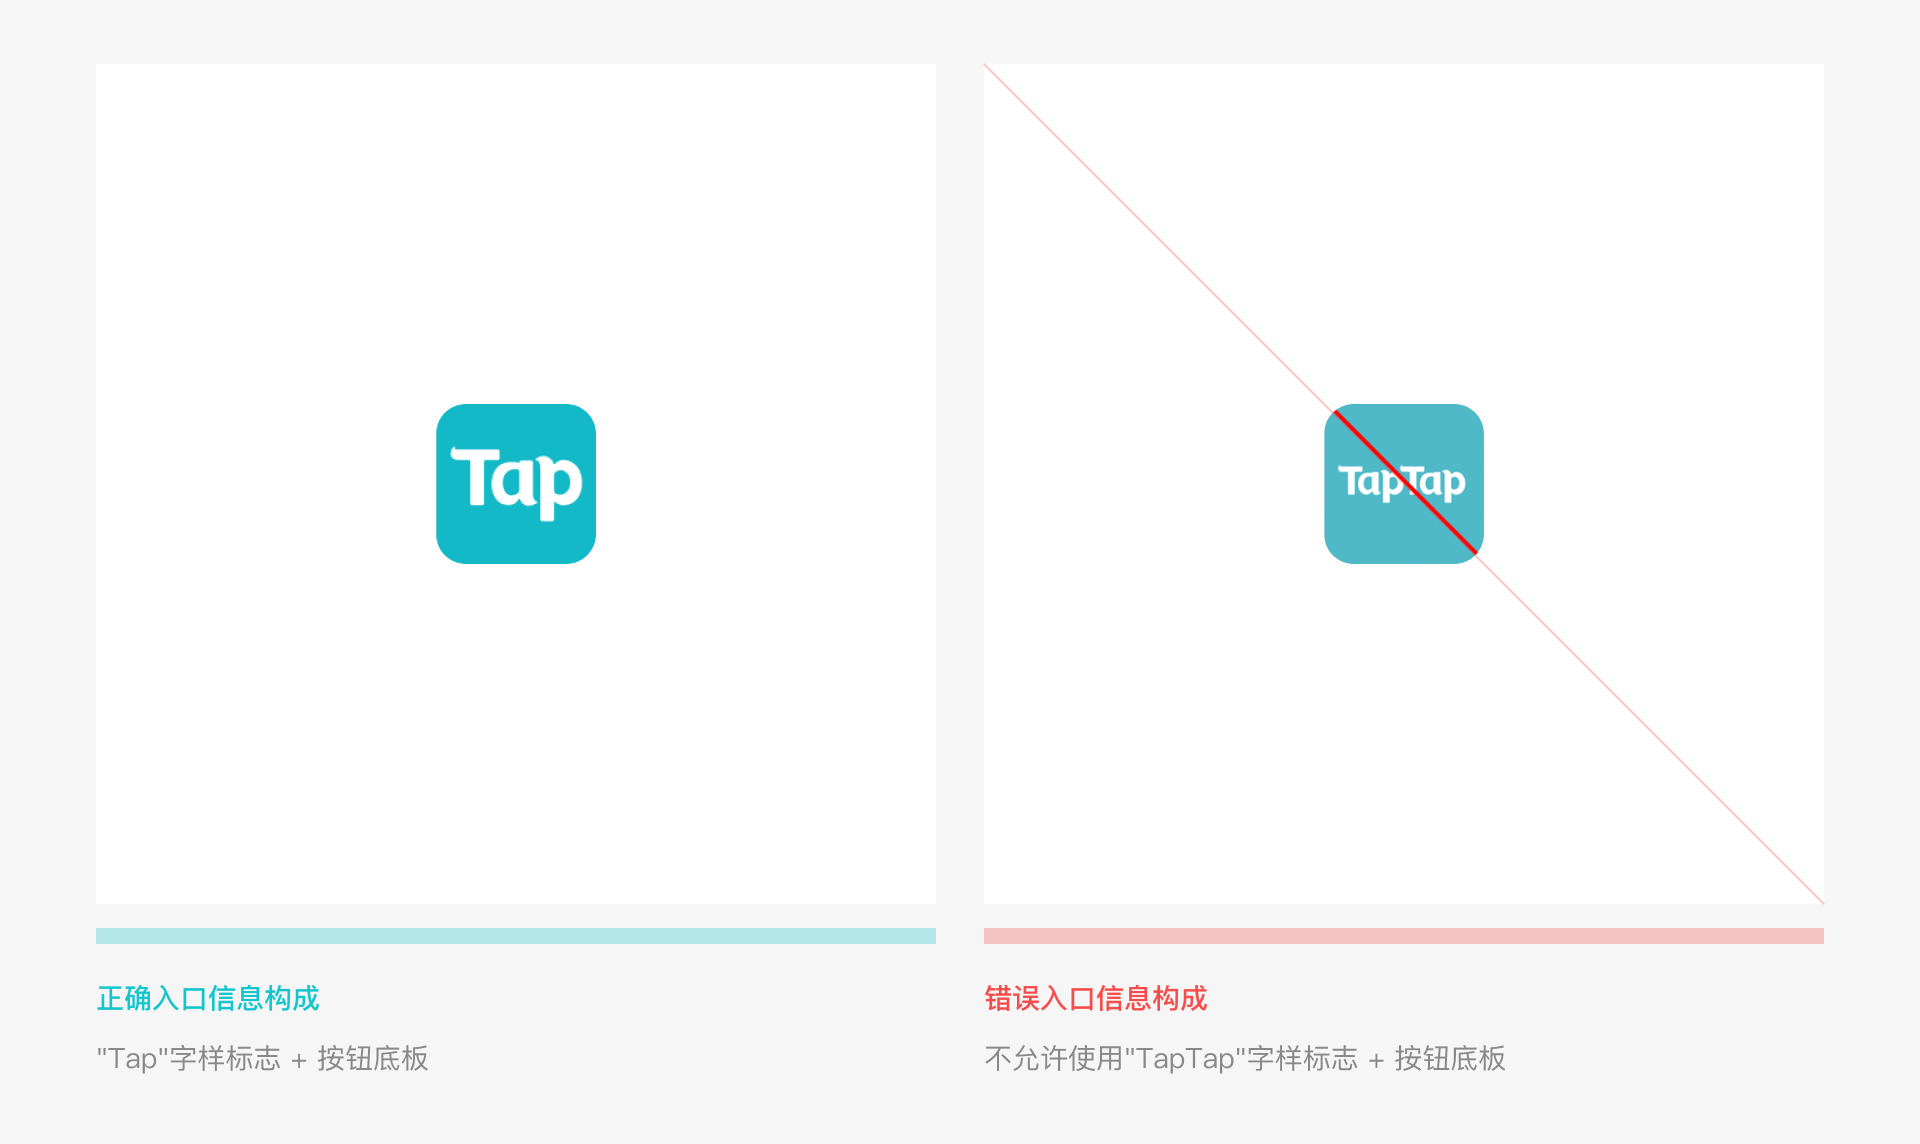 Tap
TapTap
正确入口信息构成
"Tap"字样标志 + 按钮底板
错误入口信息构成
不允许使用"TapTap"字样标志 + 按钮底板